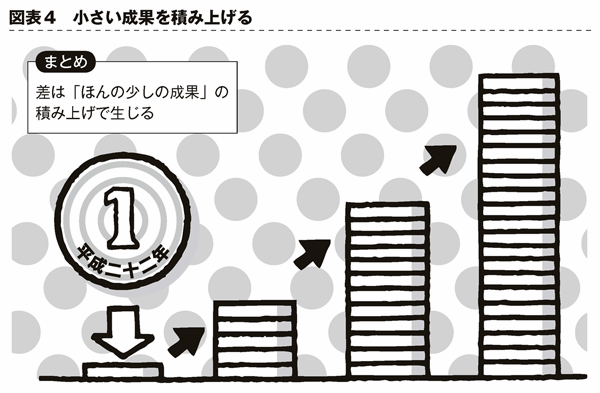 図表4 小さい成果を積み上げる
まとめ
差は「ほんの少しの成果」の
積み上げで生じる
1
平成二十二年